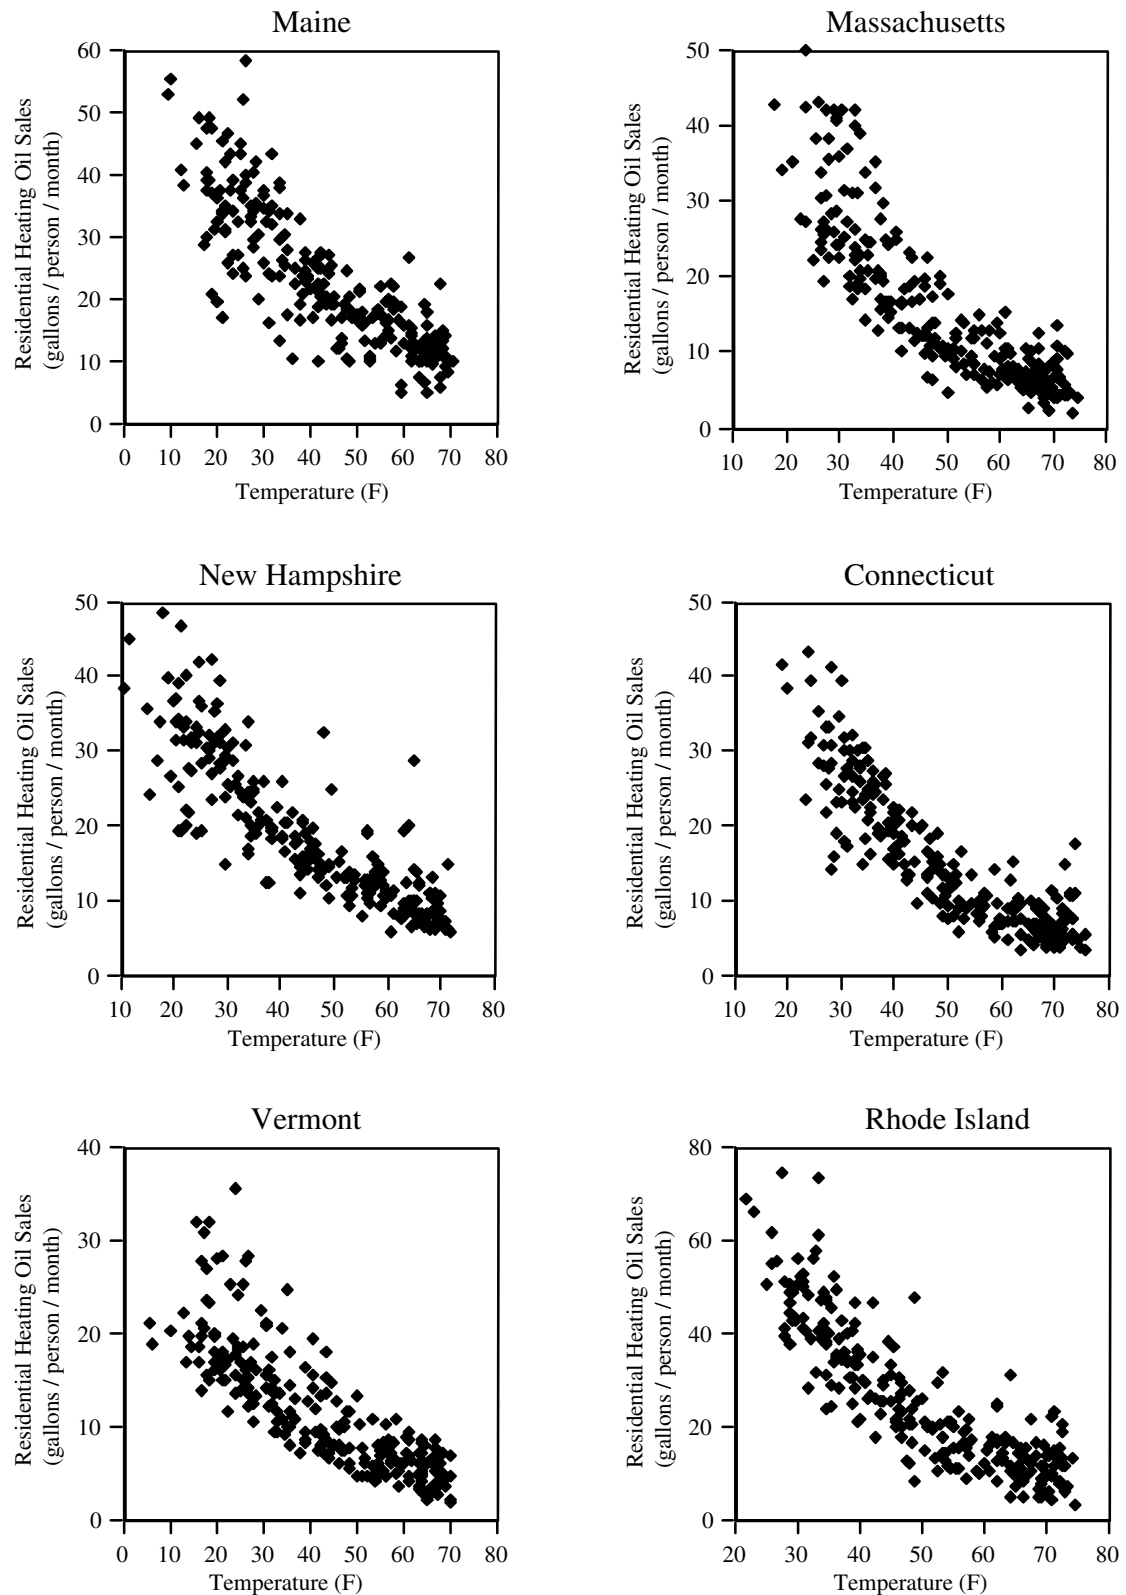 Maine
Residential Heating Oil Sales
(gallons / person / month)
60
50
40
30
20
10
0
0 10 20 30 40 50 60 70 80
Temperature (F)
Massachusetts
Residential Heating Oil Sales
(gallons / person / month)
50
40
30
20
10
0
10 20 30 40 50 60 70 80
Temperature (F)
New Hampshire
Residential Heating Oil Sales
(gallons / person / month)
50
40
30
20
10
0
10 20 30 40 50 60 70 80
Temperature (F)
Connecticut
Residential Heating Oil Sales
(gallons / person / month)
50
40
30
20
10
0
10 20 30 40 50 60 70 80
Temperature (F)
Vermont
Residential Heating Oil Sales
(gallons / person / month)
40
30
20
10
0
0 10 20 30 40 50 60 70 80
Temperature (F)
Rhode Island
Residential Heating Oil Sales
(gallons / person / month)
80
60
40
20
0
20 30 40 50 60 70 80
Temperature (F)